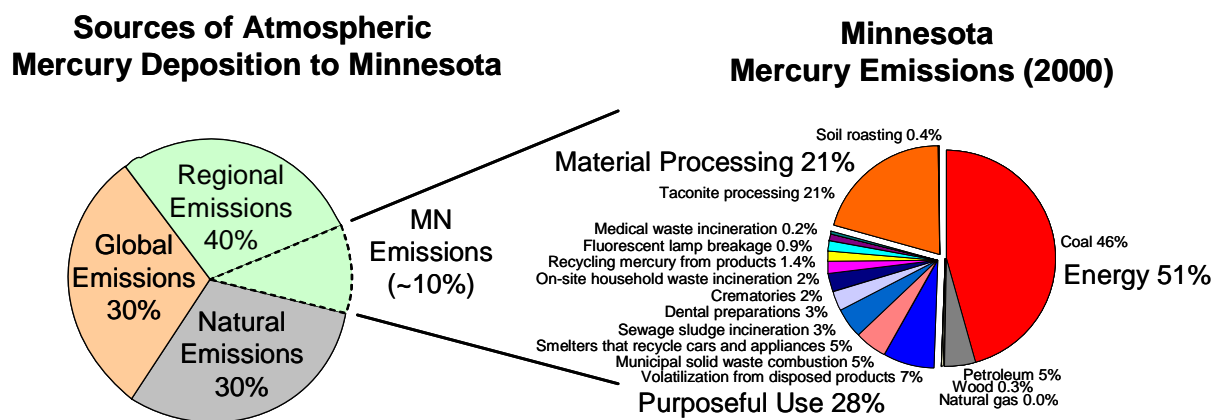 Sources of Atmospheric
Mercury Deposition to Minnesota
Regional
Emissions
40%
Global
Emissions
30%
Natural
Emissions
30%
MN
Emissions
(~10%)
Minnesota
Mercury Emissions (2000)
Soil roasting 0.4%
Material Processing 21%
Taconite processing 21%
Medical waste incineration 0.2%
Fluorescent lamp breakage 0.9%
Recycling mercury from products 1.4%
On-site household waste incineration 2%
Crematories 2%
Dental preparations 3%
Sewage sludge incineration 3%
Smelters that recycle cars and appliances 5%
Municipal solid waste combustion 5%
Volatilization from disposed products 7%
Purposeful Use 28%
Coal 46%
Energy 51%
Petroleum 5%
Wood 0.3%
Natural gas 0.0%